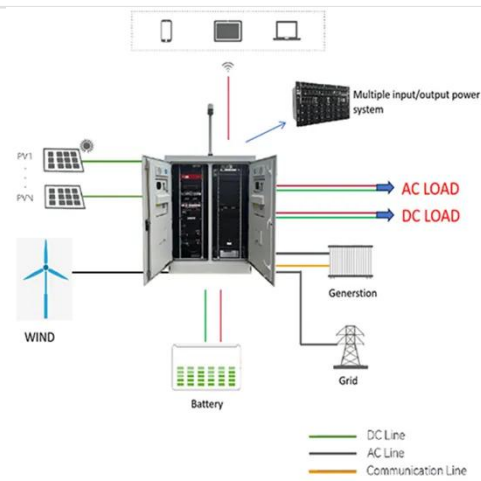 Multiple input/output power
system
PV1
PVN
AC LOAD
DC LOAD
Generstion
WIND
Grid
Battery
DC Line
AC Line
Communication Line